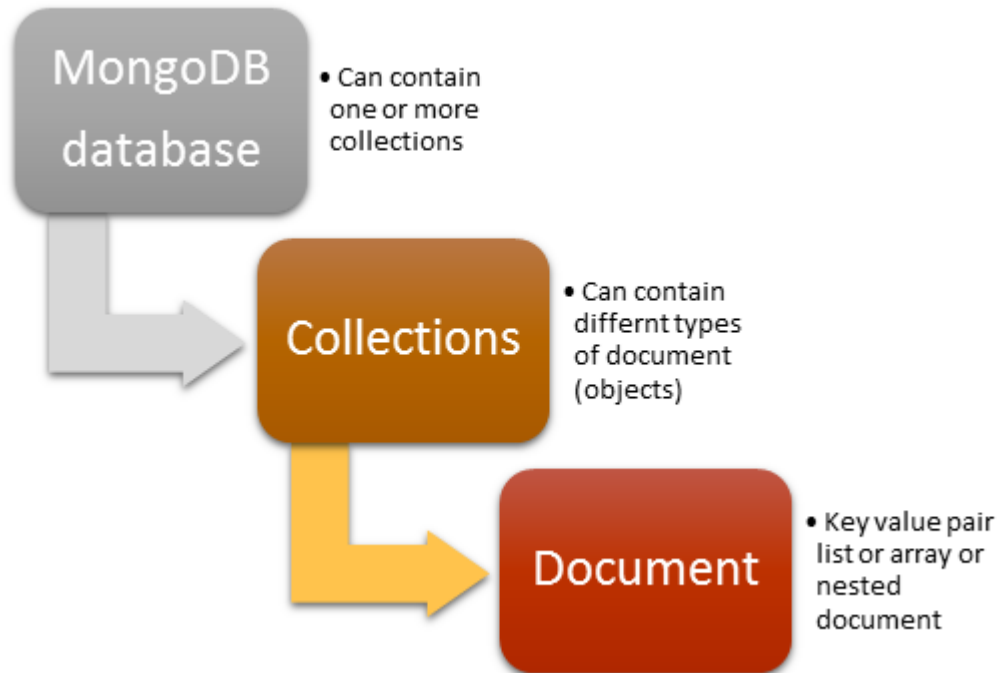 MongoDB
database
• Can contain
one or more
collections
Collections
• Can contain
differnt types
of document
(objects)
Document
• Key value pair
list or array or
nested
document